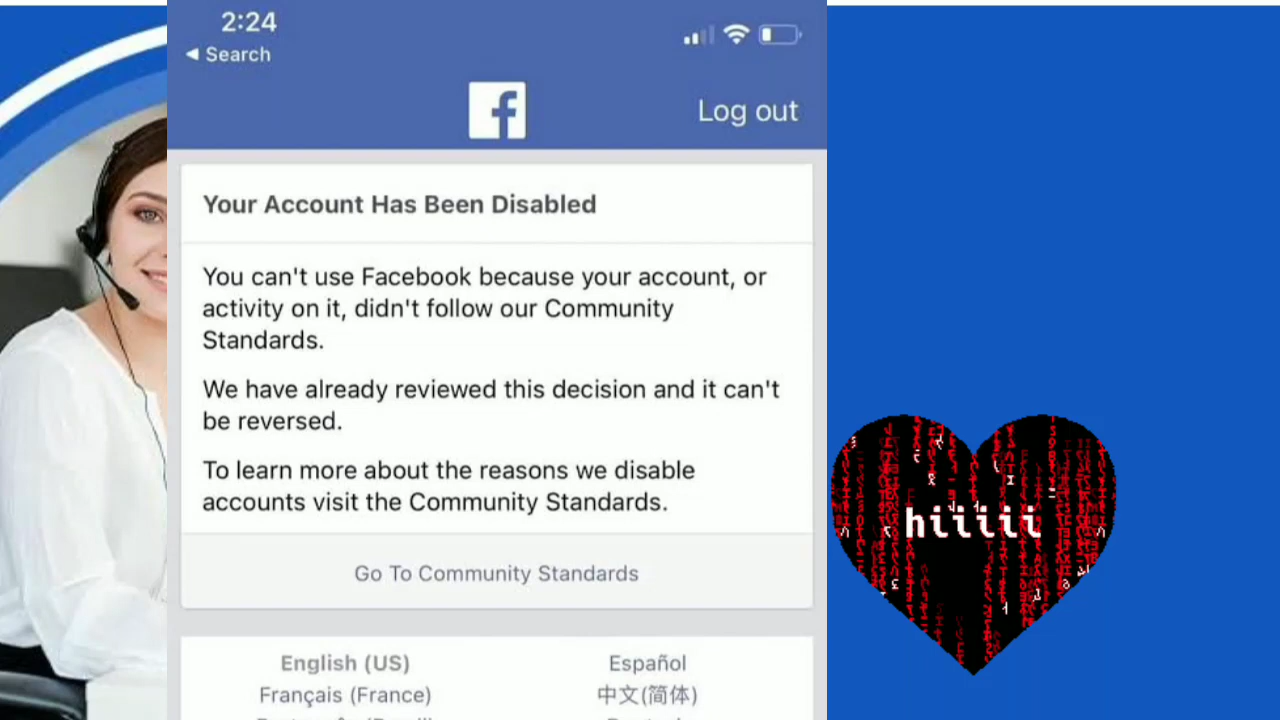 2:24
◀ Search
Log out
Your Account Has Been Disabled
You can't use Facebook because your account, or
activity on it, didn't follow our Community
Standards.
We have already reviewed this decision and it can't
be reversed.
To learn more about the reasons we disable
accounts visit the Community Standards.
Go To Community Standards
English (US)
Español
Français (France)
中文(简体)
hiiiii